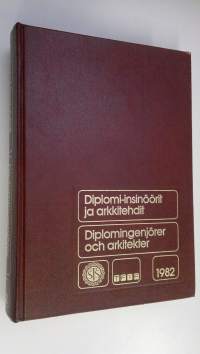 Diplomi-insinöörit
ja arkkitehdit
Diplomingenjörer
och arkitekter
1982